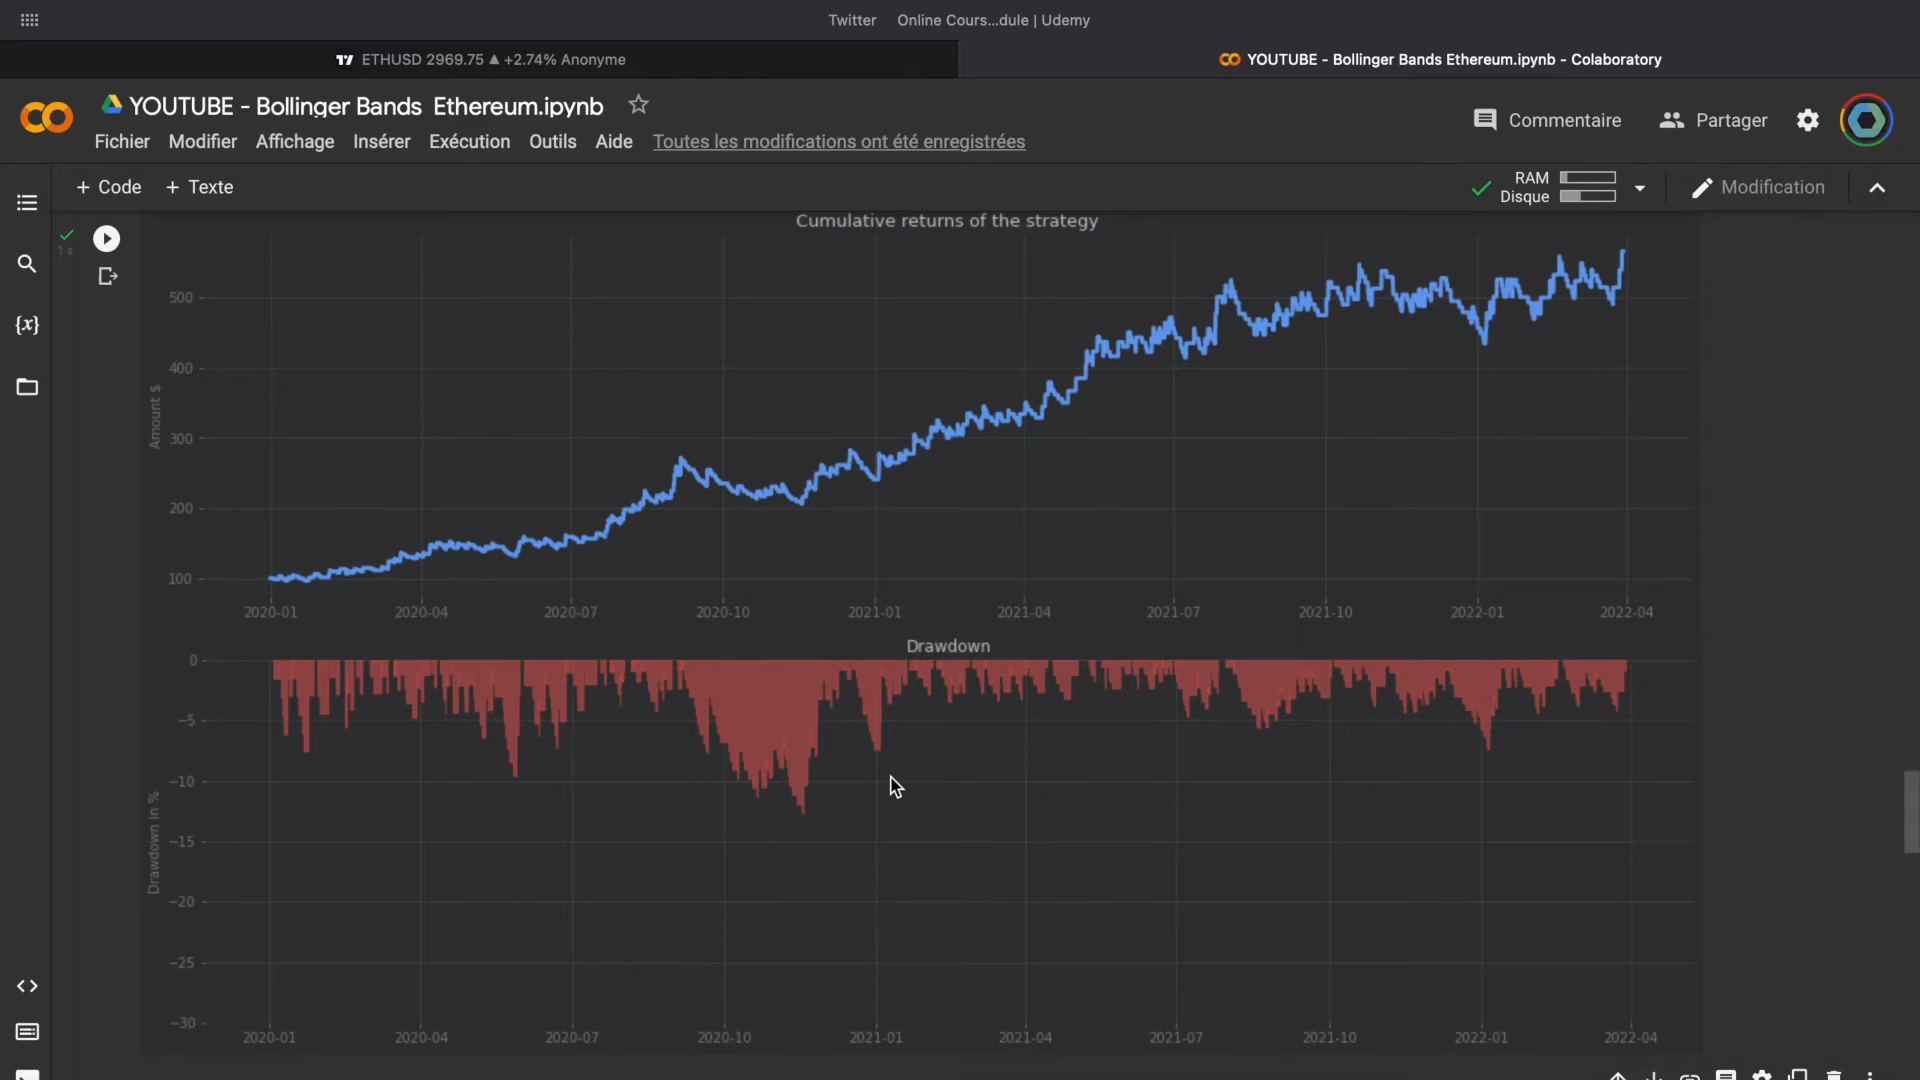 Twitter Online Cours...dule | Udemy
ETHUSD 2969.75 ▲ +2.74% Anonyme
YOUTUBE - Bollinger Bands Ethereum.ipynb - Colaboratory
YOUTUBE - Bollinger Bands Ethereum.ipynb
Commentaire Partager
Fichier Modifier Affichage Insérer Exécution Outils Aide Toutes les modifications ont été enregistrées
+ Code + Texte
RAM
Disque
Modification
1 s
Cumulative returns of the strategy
Amount $
500
400
300
200
100
2020-01 2020-04 2020-07 2020-10 2021-01 2021-04 2021-07 2021-10 2022-01 2022-04
Drawdown
Drawdown in %
0
−5
−10
−15
−20
−25
−30
2020-01 2020-04 2020-07 2020-10 2021-01 2021-04 2021-07 2021-10 2022-01 2022-04